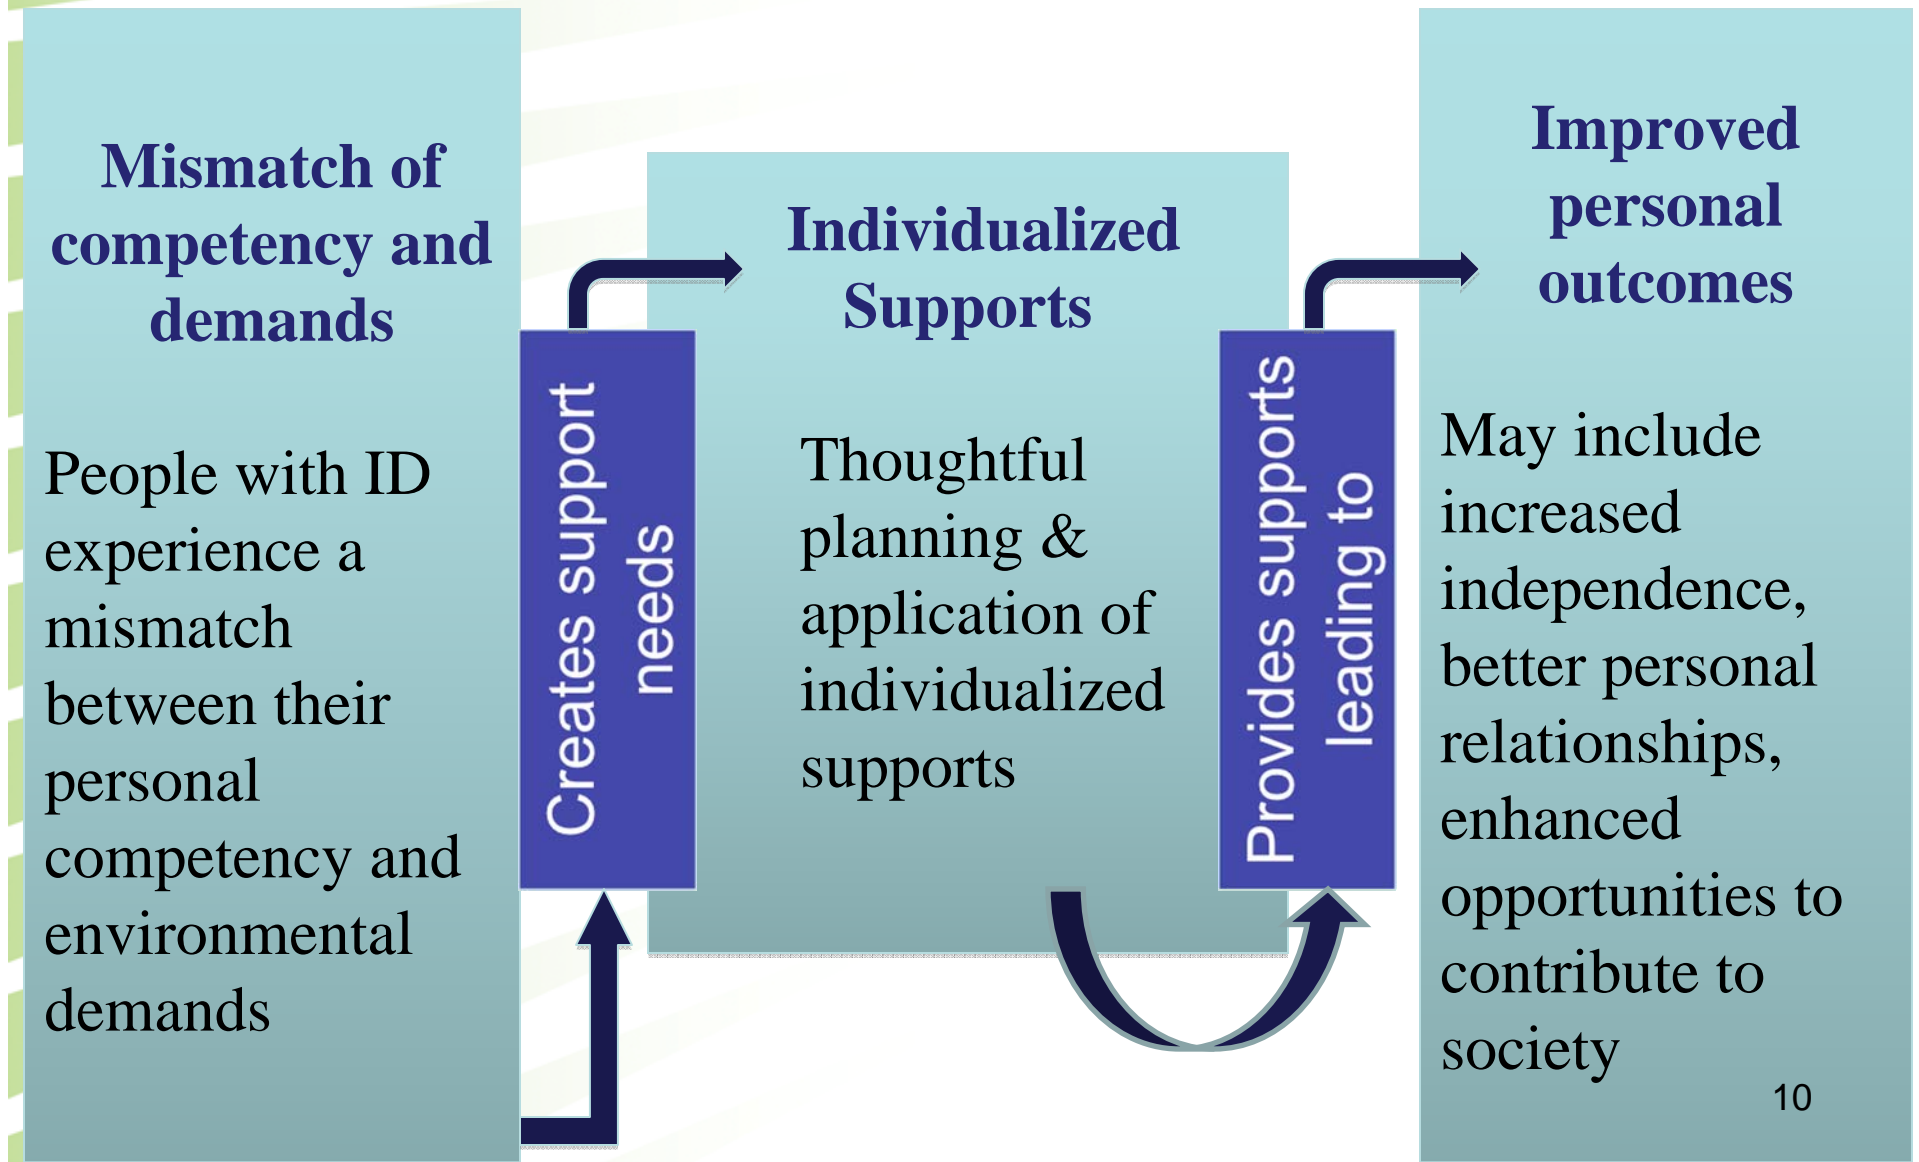 Mismatch of
competency and
demands
People with ID
experience a
mismatch
between their
personal
competency and
environmental
demands
Creates support
needs
Individualized
Supports
Thoughtful
planning &
application of
individualized
supports
Provides supports
leading to
Improved
personal
outcomes
May include
increased
independence,
better personal
relationships,
enhanced
opportunities to
contribute to
society
10